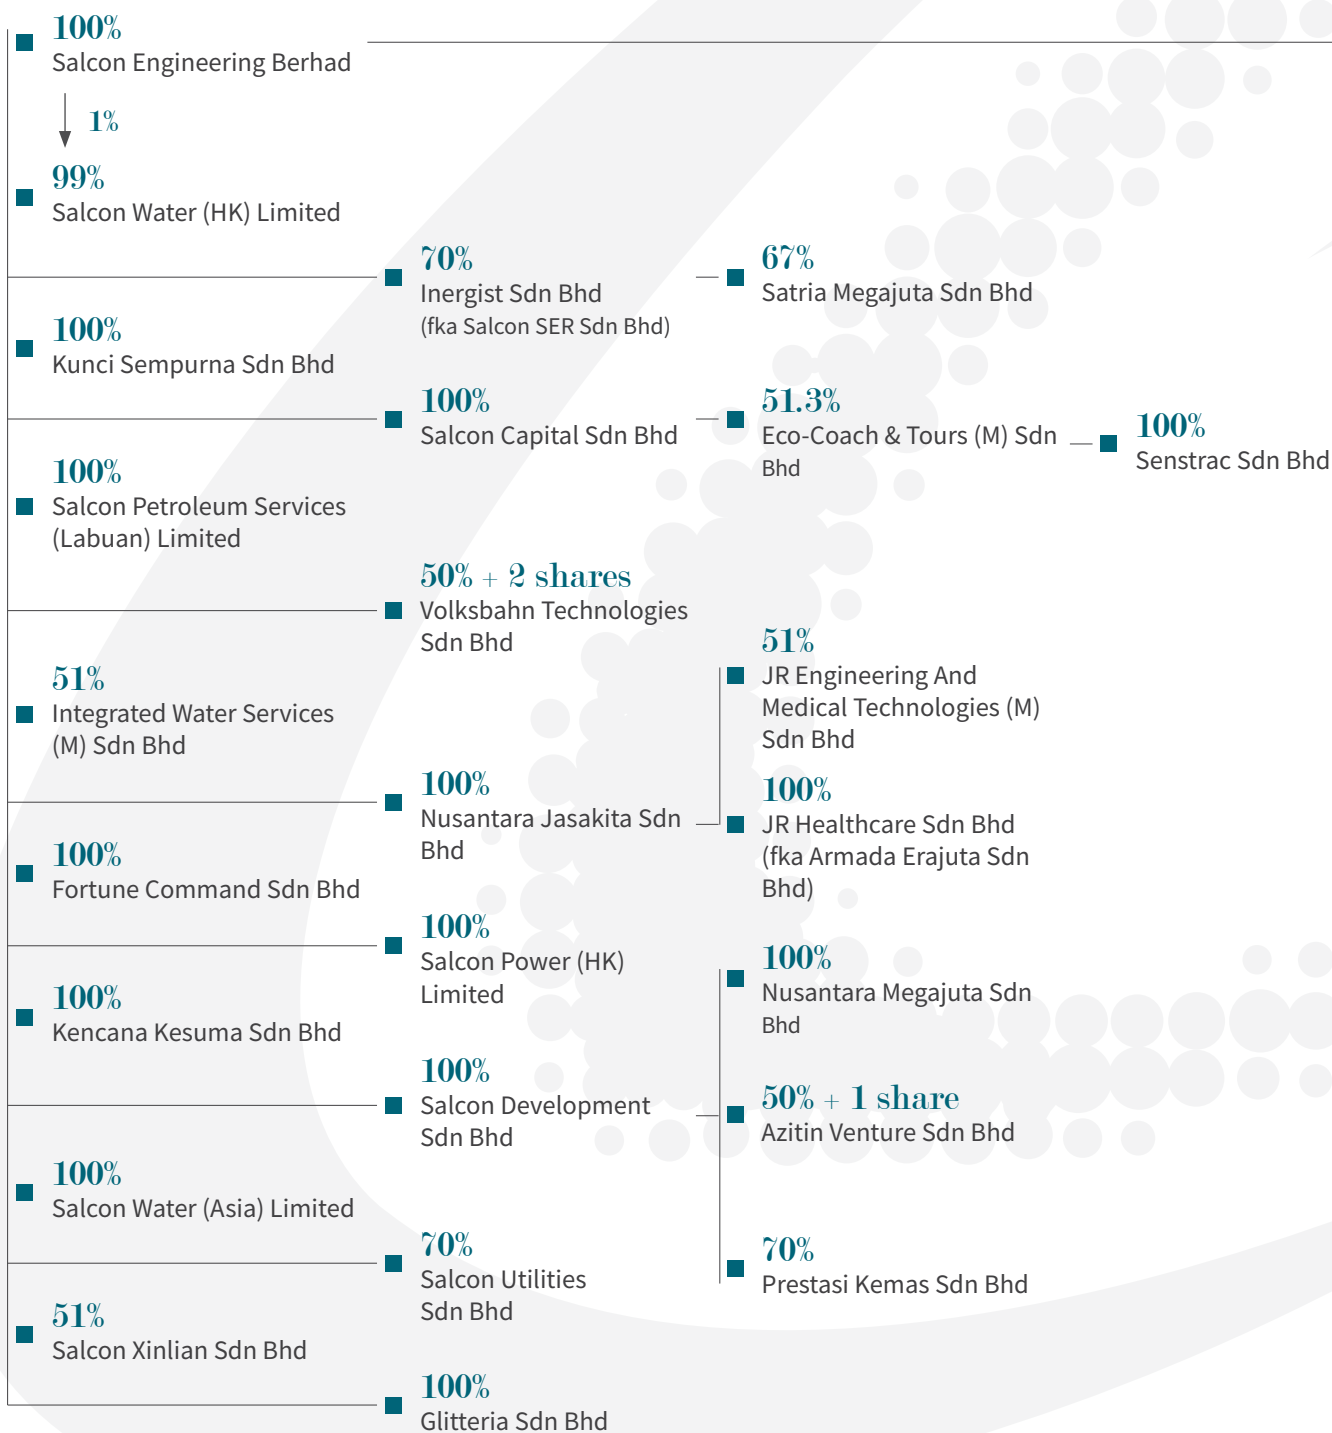 100%
Salcon Engineering Berhad
1%
99%
Salcon Water (HK) Limited
100%
Kunci Sempurna Sdn Bhd
100%
Salcon Petroleum Services
(Labuan) Limited
51%
Integrated Water Services
(M) Sdn Bhd
100%
Fortune Command Sdn Bhd
100%
Kencana Kesuma Sdn Bhd
100%
Salcon Water (Asia) Limited
51%
Salcon Xinlian Sdn Bhd
70%
Inergist Sdn Bhd
(fka Salcon SER Sdn Bhd)
100%
Salcon Capital Sdn Bhd
50% + 2 shares
Volksbahn Technologies
Sdn Bhd
100%
Nusantara Jasakita Sdn
Bhd
100%
Salcon Power (HK)
Limited
100%
Salcon Development
Sdn Bhd
70%
Salcon Utilities
Sdn Bhd
100%
Glitteria Sdn Bhd
67%
Satria Megajuta Sdn Bhd
51.3%
Eco-Coach & Tours (M) Sdn
Bhd
51%
JR Engineering And
Medical Technologies (M)
Sdn Bhd
100%
JR Healthcare Sdn Bhd
(fka Armada Erajuta Sdn
Bhd)
100%
Nusantara Megajuta Sdn
Bhd
50% + 1 share
Azitin Venture Sdn Bhd
70%
Prestasi Kemas Sdn Bhd
100%
Senstrac Sdn Bhd